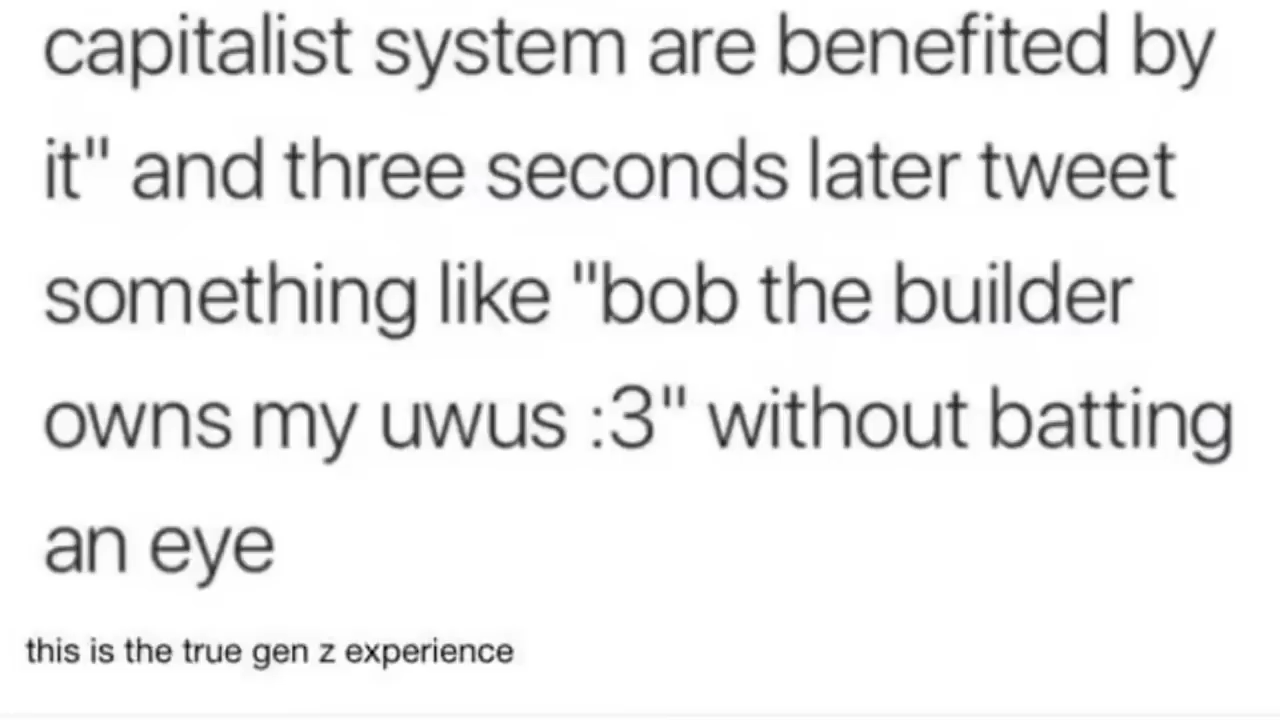 capitalist system are benefited by
it" and three seconds later tweet
something like "bob the builder
owns my uwus :3" without batting
an eye
this is the true gen z experience